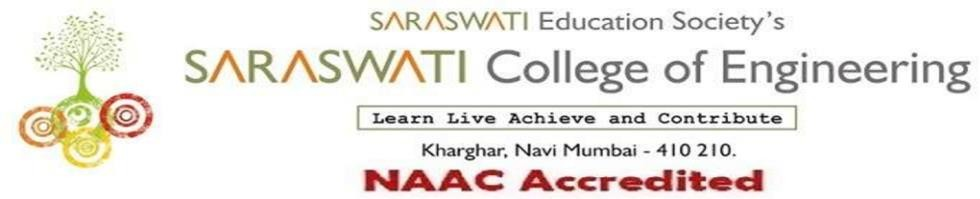 SARASWATI Education Society's
SARASWATI College of Engineering
Learn Live Achieve and Contribute
Kharghar, Navi Mumbai - 410 210.
NAAC Accredited